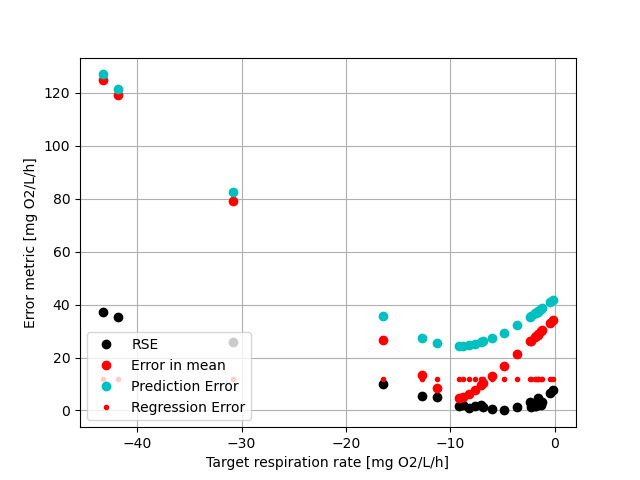 120
100
80
60
40
20
0
Error metric [mg O2/L/h]
RSE
Error in mean
Prediction Error
Regression Error
−40
−30
−20
−10
0
Target respiration rate [mg O2/L/h]